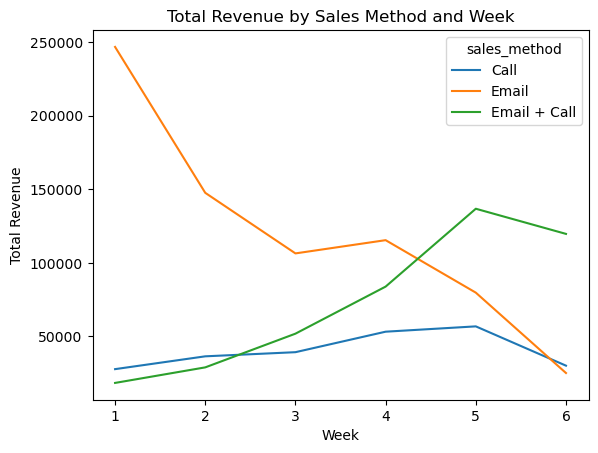 Total Revenue by Sales Method and Week
250000
200000
150000
100000
50000
Total Revenue
sales_method
Call
Email
Email + Call
1 2 3 4 5 6
Week